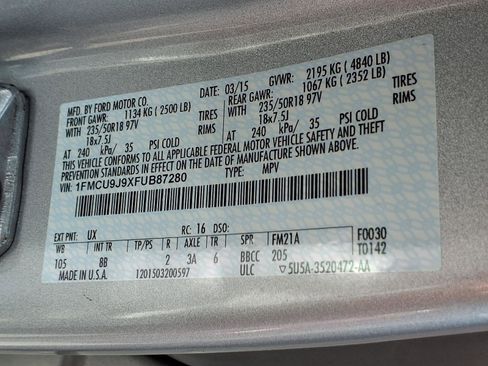 MFD. BY FORD MOTOR CO.
DATE: 03/15 GVWR: 2195 KG ( 4840 LB)
FRONT GAWR: 1134 KG ( 2500 LB) REAR GAWR: 1067 KG ( 2352 LB)
WITH 235/50R18 97V TIRES WITH 235/50R18 97V TIRES
18x7.5J RIMS 18x7.5J RIMS
AT 240 kPa/ 35 PSI COLD AT 240 kPa/ 35 PSI COLD
THIS VEHICLE CONFORMS TO ALL APPLICABLE FEDERAL MOTOR VEHICLE SAFETY AND THEFT
PREVENTION STANDARDS IN EFFECT ON THE DATE OF MANUFACTURE SHOWN ABOVE.
VIN: 1FMCU9J9XFUB87280 TYPE: MPV
F0030
T0142
EXT PNT: UX RC: 16 DSO:
WB INT TR TP/PS R AXLE TR SPR FM21A
105 BB 2 3A 6 BBCC 205
MADE IN U.S.A. 1201503200597 ULC ▽5U5A-3520472-AA